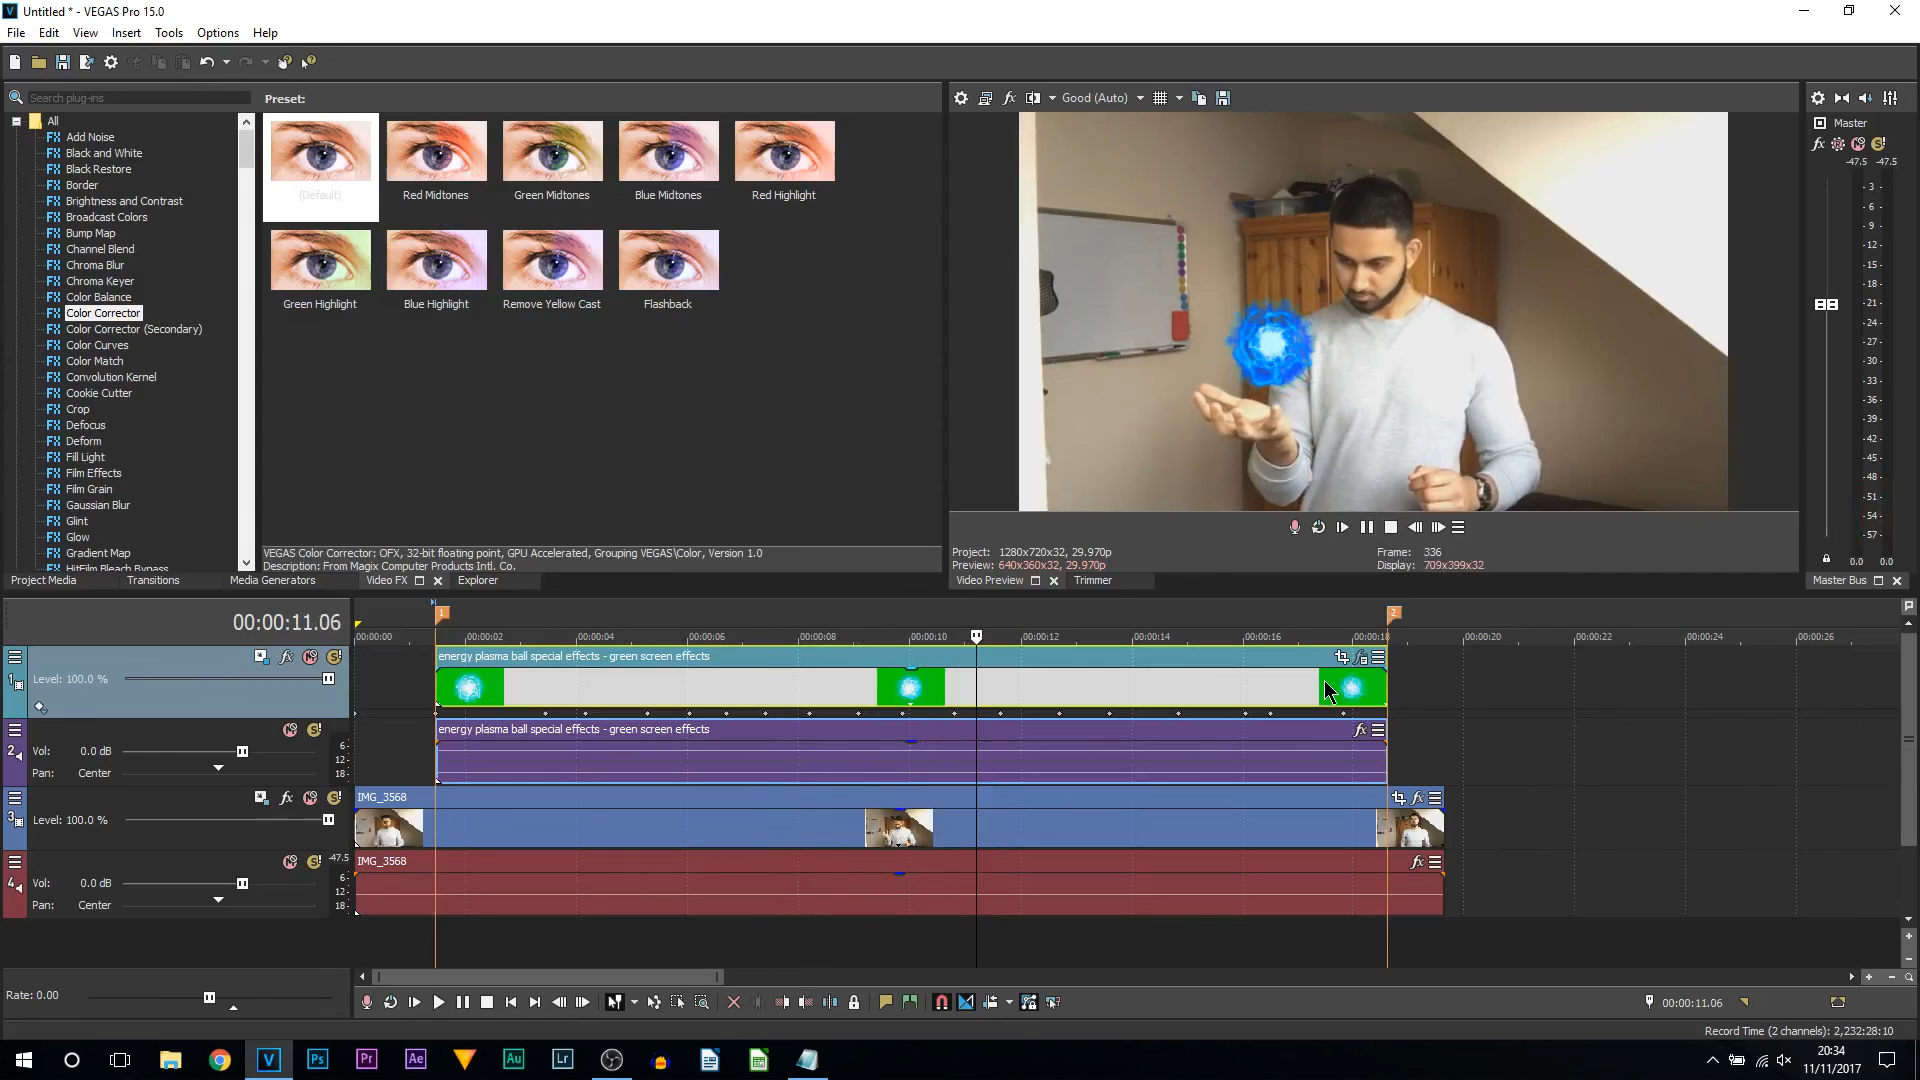 Untitled * - VEGAS Pro 15.0
File Edit View Insert Tools Options Help
Search plug-ins
Preset:
All
Add Noise
Black and White
Black Restore
Border
Brightness and Contrast
Broadcast Colors
Bump Map
Channel Blend
Chroma Blur
Chroma Keyer
Color Balance
Color Corrector
Color Corrector (Secondary)
Color Curves
Color Match
Convolution Kernel
Cookie Cutter
Crop
Defocus
Deform
Fill Light
Film Effects
Film Grain
Gaussian Blur
Glint
Glow
Gradient Map
HitFilm Bleach Bypass
(Default) Red Midtones Green Midtones Blue Midtones Red Highlight
Green Highlight Blue Highlight Remove Yellow Cast Flashback
VEGAS Color Corrector: OFX, 32-bit floating point, GPU Accelerated, Grouping VEGAS\Color, Version 1.0
Description: From Magix Computer Products Intl. Co.
Project Media Transitions Media Generators Video FX Explorer
Good (Auto)
Project: 1280x720x32, 29.970p Frame: 336
Preview: 640x360x32, 29.970p Display: 709x399x32
Video Preview Trimmer
Master
-47.5 -47.5
3
6
9
12
15
18
21
24
27
30
33
36
39
42
45
48
51
54
57
0.0 0.0
Master Bus
00:00:11.06
1 2
00:00:00 00:00:02 00:00:04 00:00:06 00:00:08 00:00:10 00:00:12 00:00:14 00:00:16 00:00:18 00:00:20 00:00:22 00:00:24 00:00:26
1
Level: 100.0 %
energy plasma ball special effects - green screen effects
2
Vol: 0.0 dB
Pan: Center
6
12
18
energy plasma ball special effects - green screen effects
3
Level: 100.0 %
IMG_3568
4
Vol: 0.0 dB
Pan: Center
-47.5
6
12
18
IMG_3568
Rate: 0.00
00:00:11.06
Record Time (2 channels): 2,232:28:10
V Ps Pr Ae Au Lr
20:34
11/11/2017